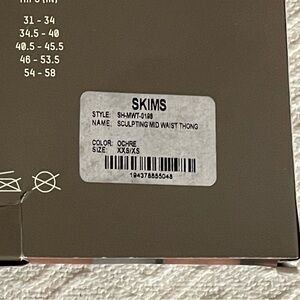 HIPS (IN)
31 - 34
34.5 - 40
40.5 - 45.5
46 - 53.5
54 - 58
SKIMS
STYLE: SH-MWT-0198
NAME: SCULPTING MID WAIST THONG
COLOR: OCHRE
SIZE: XXS/XS
194376855048